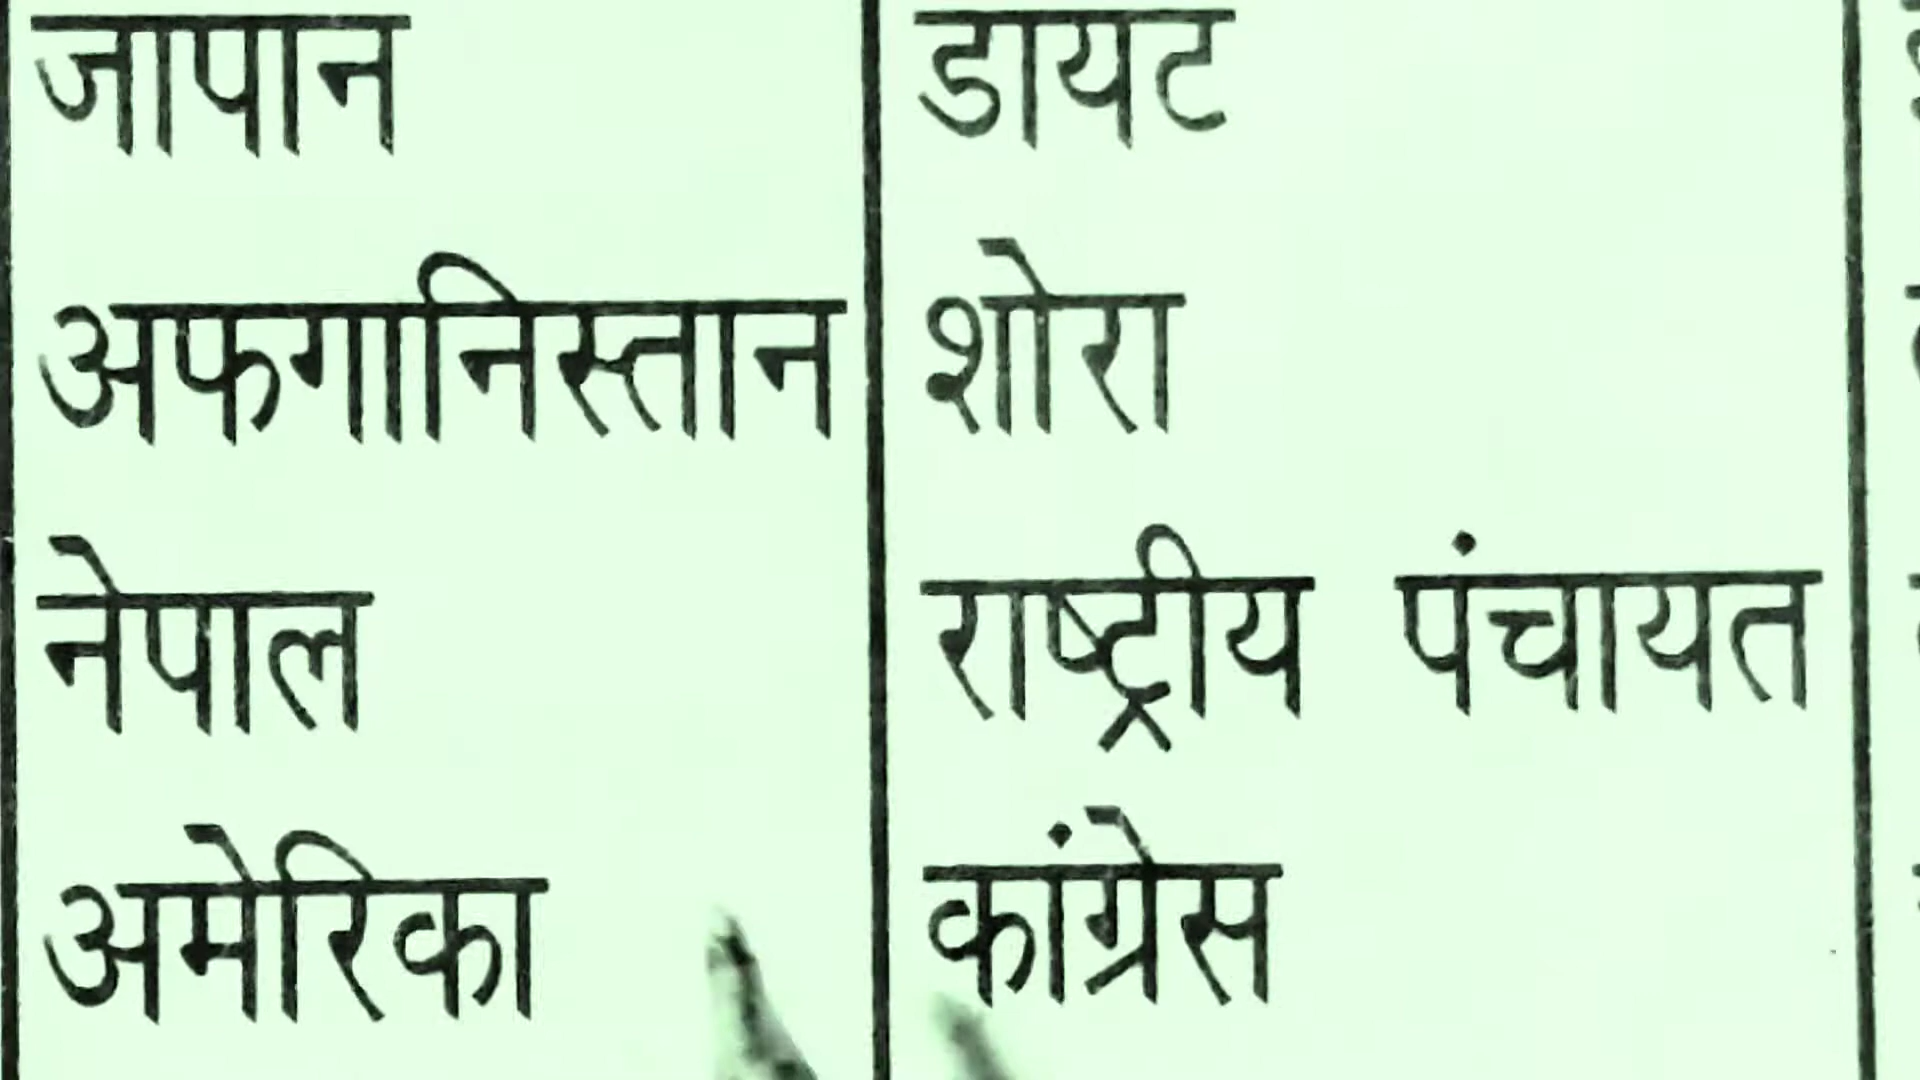 जापान डायट
अफगानिस्तान शोरा
नेपाल राष्ट्रीय पंचायत
अमेरिका कांग्रेस